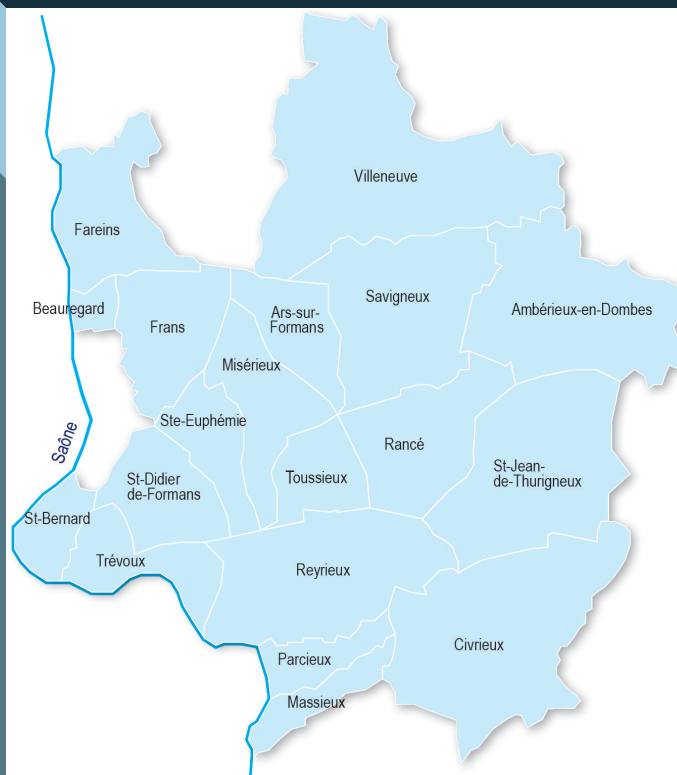 Villeneuve
Fareins
Savigneux
Beauregard
Ambérieux-en-Dombes
Ars-sur-
Formans
Frans
Misérieux
Ste-Euphémie
Saône
Rancé
St-Jean-
de-Thurigneux
St-Didier
de-Formans
Toussieux
St-Bernard
Trévoux
Reyrieux
Civrieux
Parcieux
Massieux